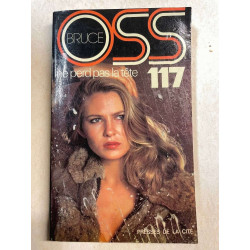 OSS
BRUCE
ne perd pas la tête
117
PRESSES DE LA CITÉ